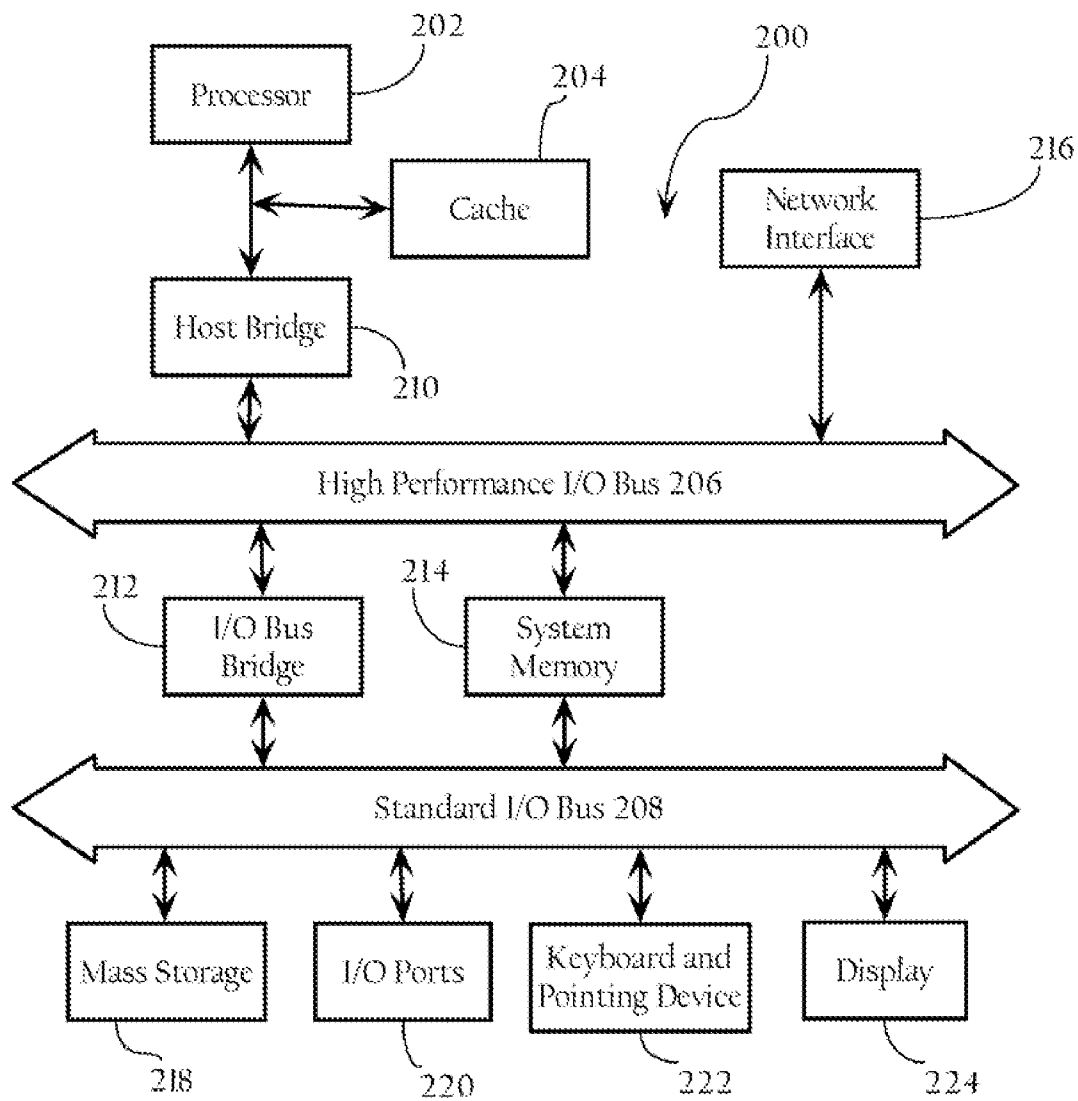 202
200
204
Processor
216
Cache
Network
Interface
Host Bridge
210
High Performance I/O Bus 206
212
214
I/O Bus
Bridge
System
Memory
Standard I/O Bus 208
Mass Storage
I/O Ports
Keyboard and
Pointing Device
Display
218
220
222
224